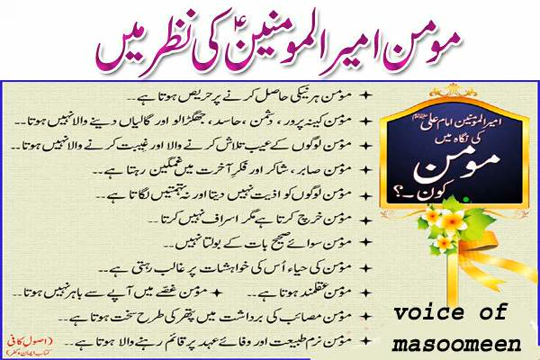 مومن امیرالمومنینؑ کی نظر میں
مومن ہر نیکی حاصل کرنے پر حریص ہوتا ہے۔۔
مومن کینہ پرور، دشمن، حاسد، جھگڑالو اور گالیاں دینے والا نہیں ہوتا۔۔
مومن لوگوں کے عیب تلاش کرنے والا اور غیبت کرنے والا نہیں ہوتا۔۔
مومن صابر، شاکر اور فکرِ آخرت میں غمگین رہتا ہے۔۔
مومن لوگوں کو اذیت نہیں دیتا اور نہ تہمتیں لگاتا ہے۔۔
مومن خرچ کرتا ہے مگر اسراف نہیں کرتا۔۔
مومن سوائے صحیح بات کے بولتا نہیں۔۔
مومن کی حیاء اُس کی خواہشات پر غالب رہتی ہے۔۔
مومن عقلمند ہوتا ہے۔۔ مومن غصے میں آپے سے باہر نہیں ہوتا۔۔
مومن مصائب کی برداشت میں پتھر کی طرح سخت ہوتا ہے۔۔
مومن نرم طبیعت اور وفائے عہد پر قائم رہنے والا ہوتا ہے۔۔
(اصول کافی
کتاب ایمان و کفر)
امیرالمومنین امام علی
کی نگاہ میں
مومن
کون۔؟
voice of
masoomeen